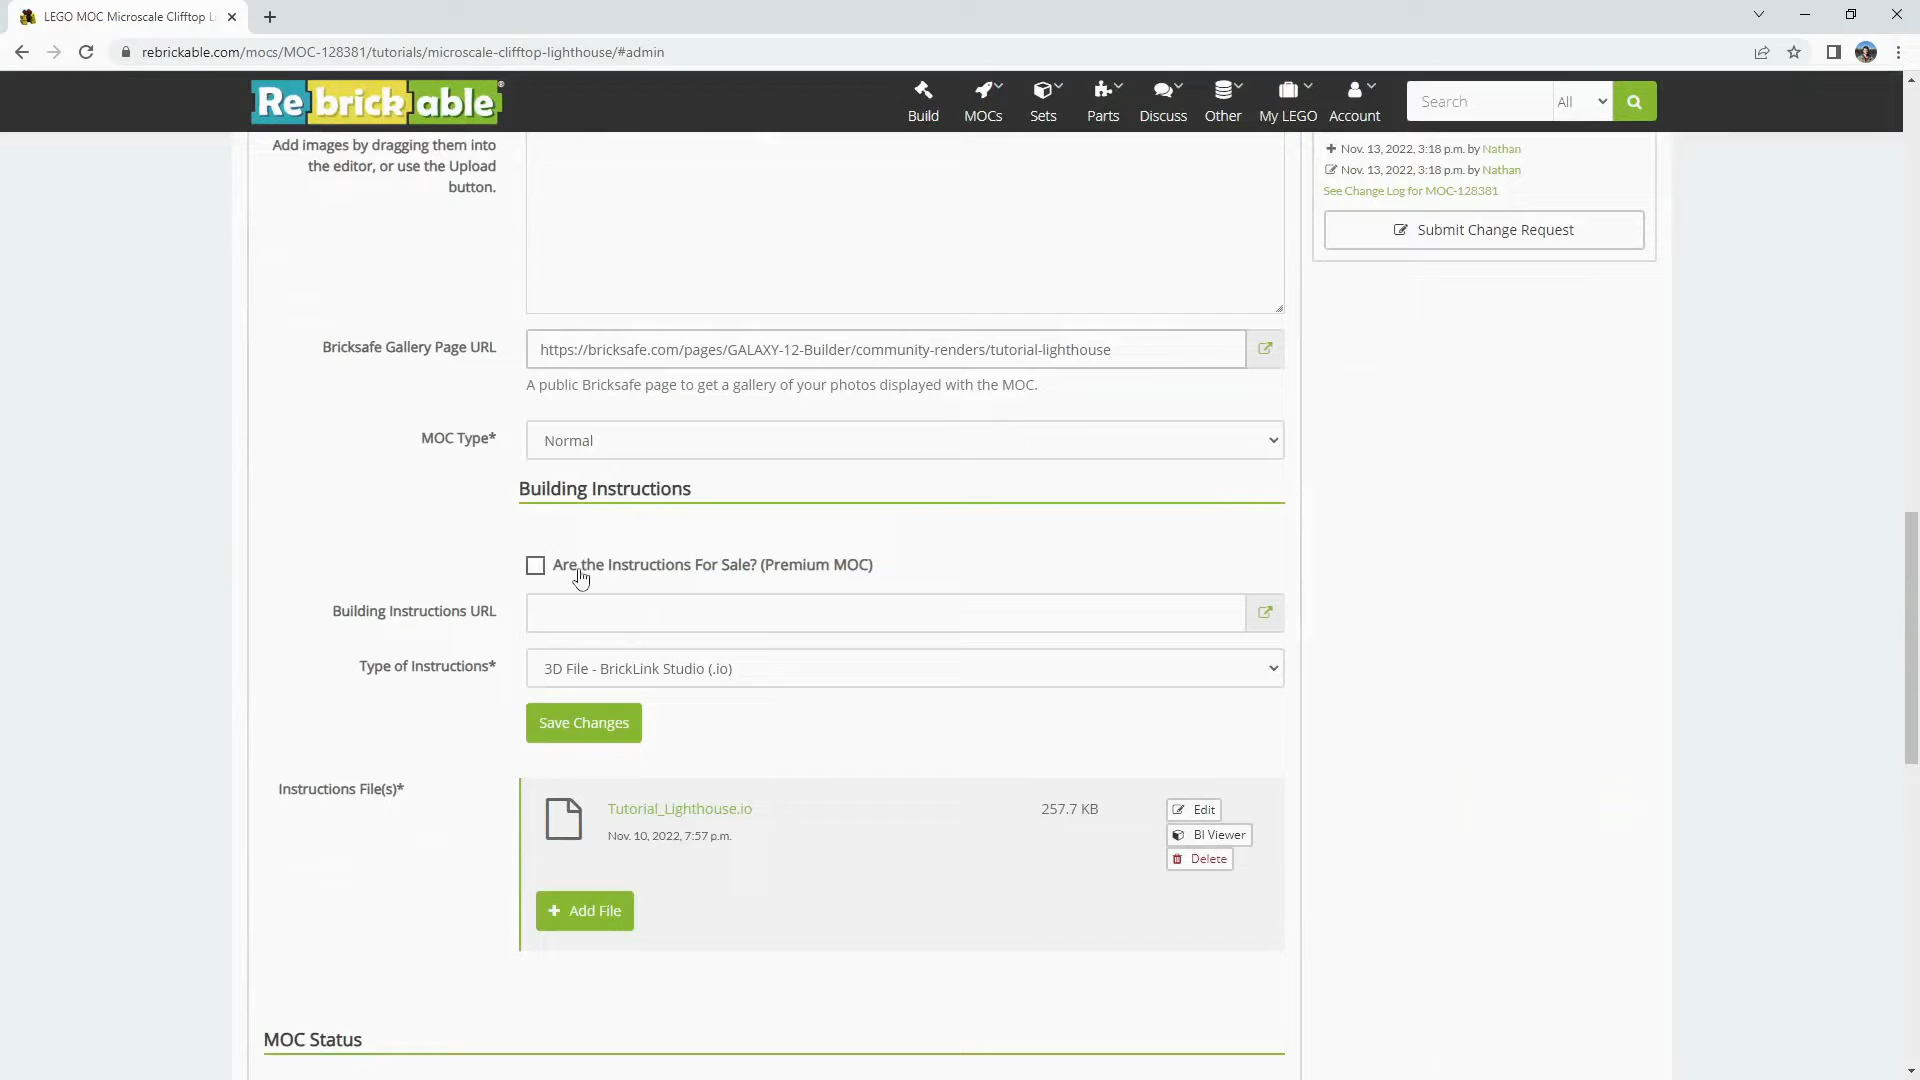 LEGO MOC Microscale Clifftop Li
rebrickable.com/mocs/MOC-128381/tutorials/microscale-clifftop-lighthouse/#admin
Rebrickable®
Build
MOCs
Sets
Parts
Discuss
Other
My LEGO
Account
Search
All
Add images by dragging them into
the editor, or use the Upload
button.
Nov. 13, 2022, 3:18 p.m. by Nathan
Nov. 13, 2022, 3:18 p.m. by Nathan
See Change Log for MOC-128381
Submit Change Request
Bricksafe Gallery Page URL
https://bricksafe.com/pages/GALAXY-12-Builder/community-renders/tutorial-lighthouse
A public Bricksafe page to get a gallery of your photos displayed with the MOC.
MOC Type*
Normal
Building Instructions
Are the Instructions For Sale? (Premium MOC)
Building Instructions URL
Type of Instructions*
3D File - BrickLink Studio (.io)
Save Changes
Instructions File(s)*
Tutorial_Lighthouse.io
257.7 KB
Edit
Nov. 10, 2022, 7:57 p.m.
BI Viewer
Delete
Add File
MOC Status